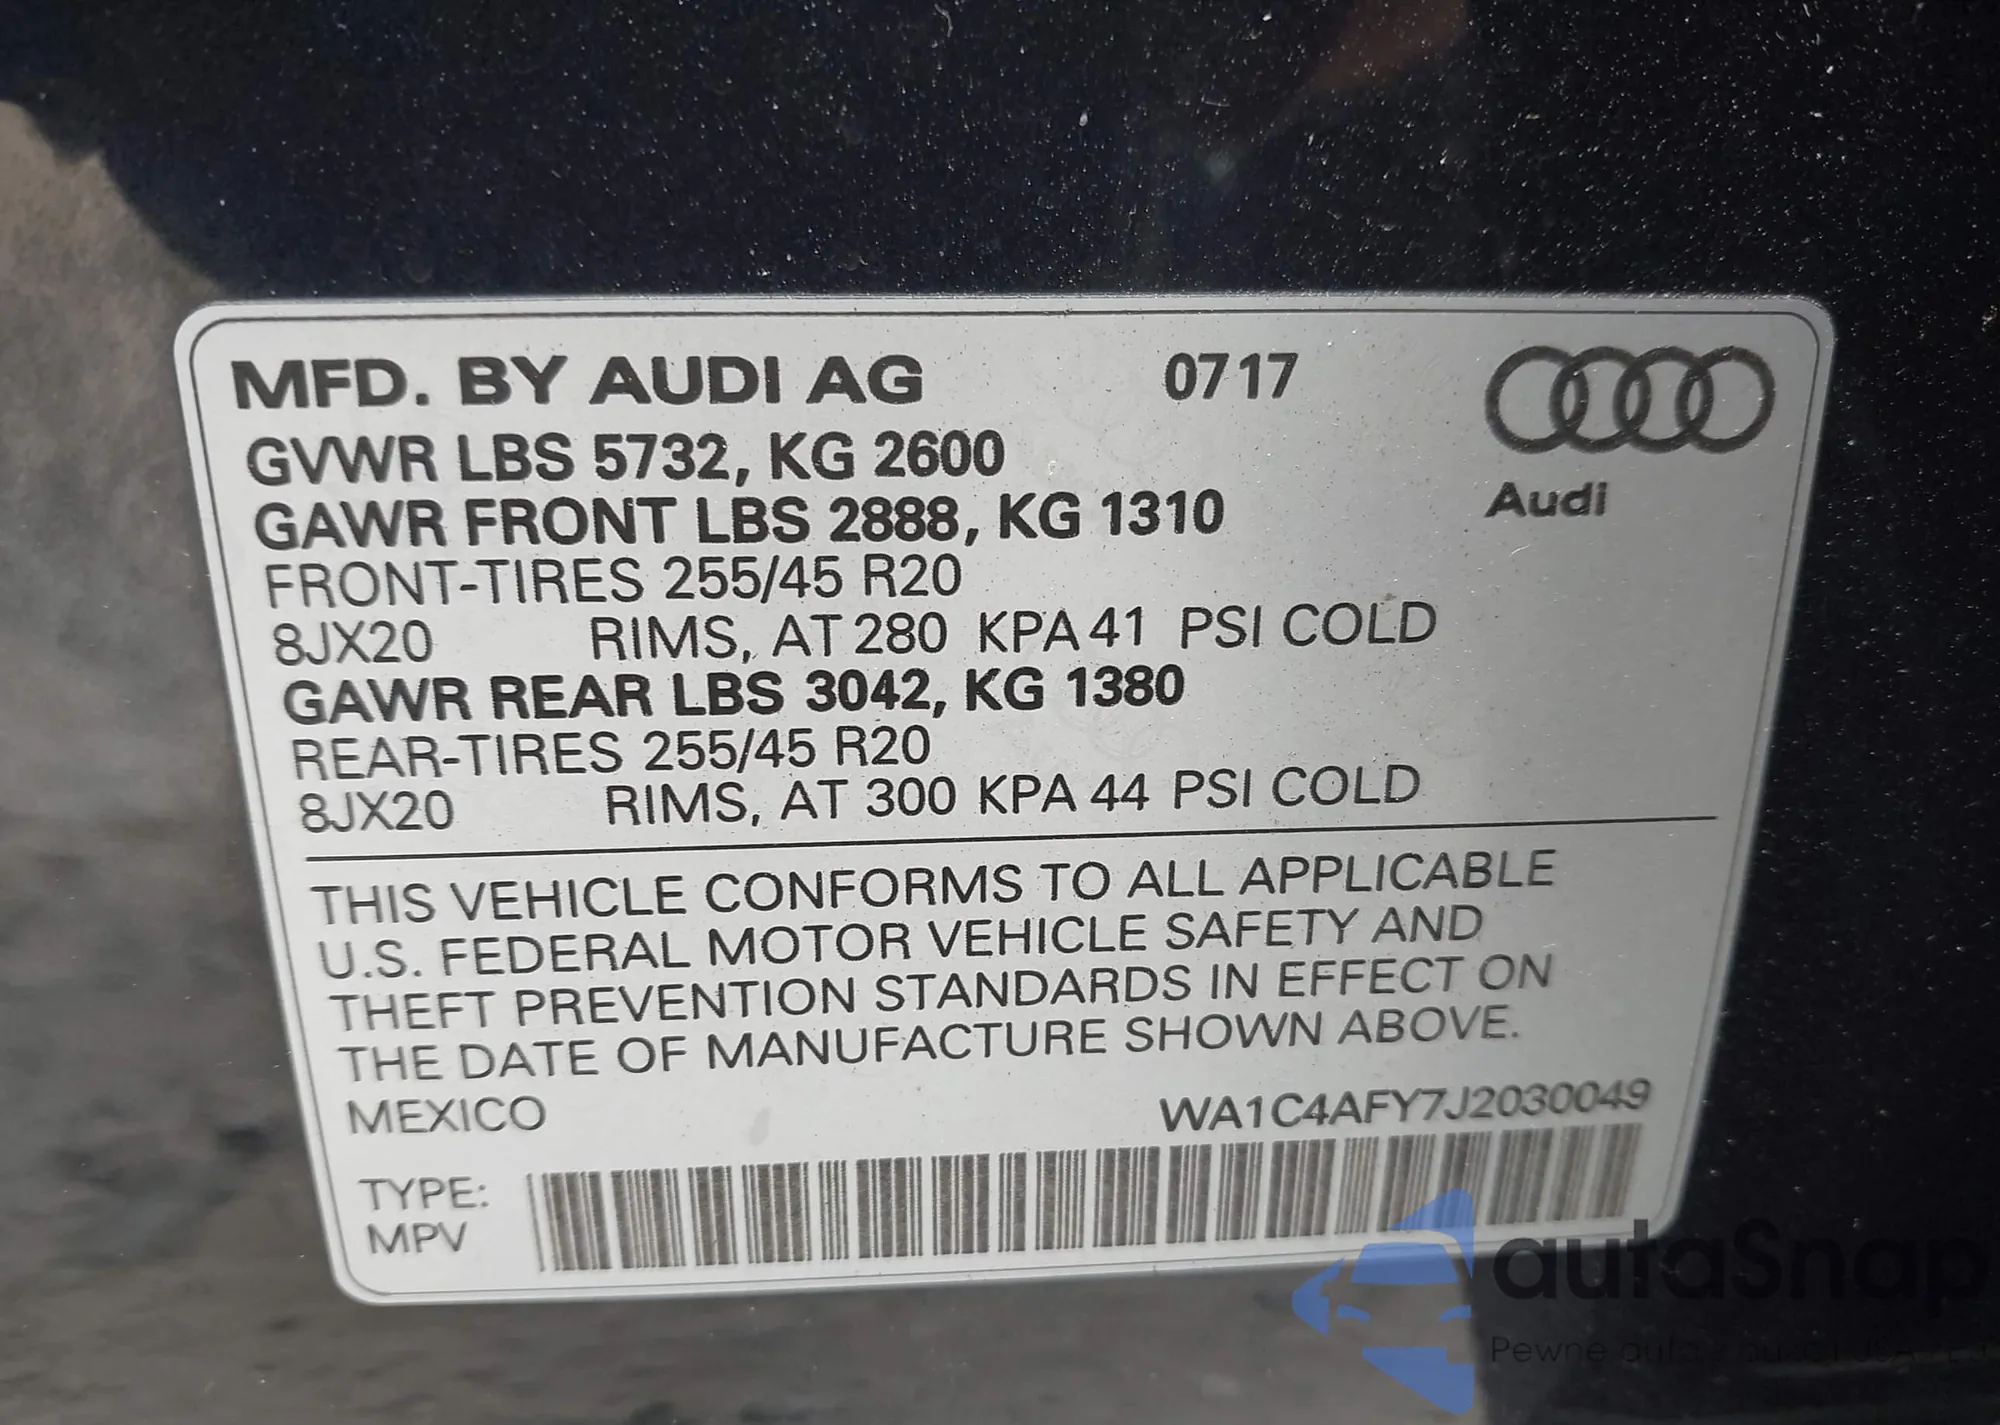 MFD. BY AUDI AG 0717
GVWR LBS 5732, KG 2600
GAWR FRONT LBS 2888, KG 1310
Audi
FRONT-TIRES 255/45 R20
8JX20 RIMS, AT 280 KPA 41 PSI COLD
GAWR REAR LBS 3042, KG 1380
REAR-TIRES 255/45 R20
8JX20 RIMS, AT 300 KPA 44 PSI COLD
THIS VEHICLE CONFORMS TO ALL APPLICABLE
U.S. FEDERAL MOTOR VEHICLE SAFETY AND
THEFT PREVENTION STANDARDS IN EFFECT ON
THE DATE OF MANUFACTURE SHOWN ABOVE.
MEXICO WA1C4AFY7J2030049
TYPE:
MPV
autaSnap
Pewne auta